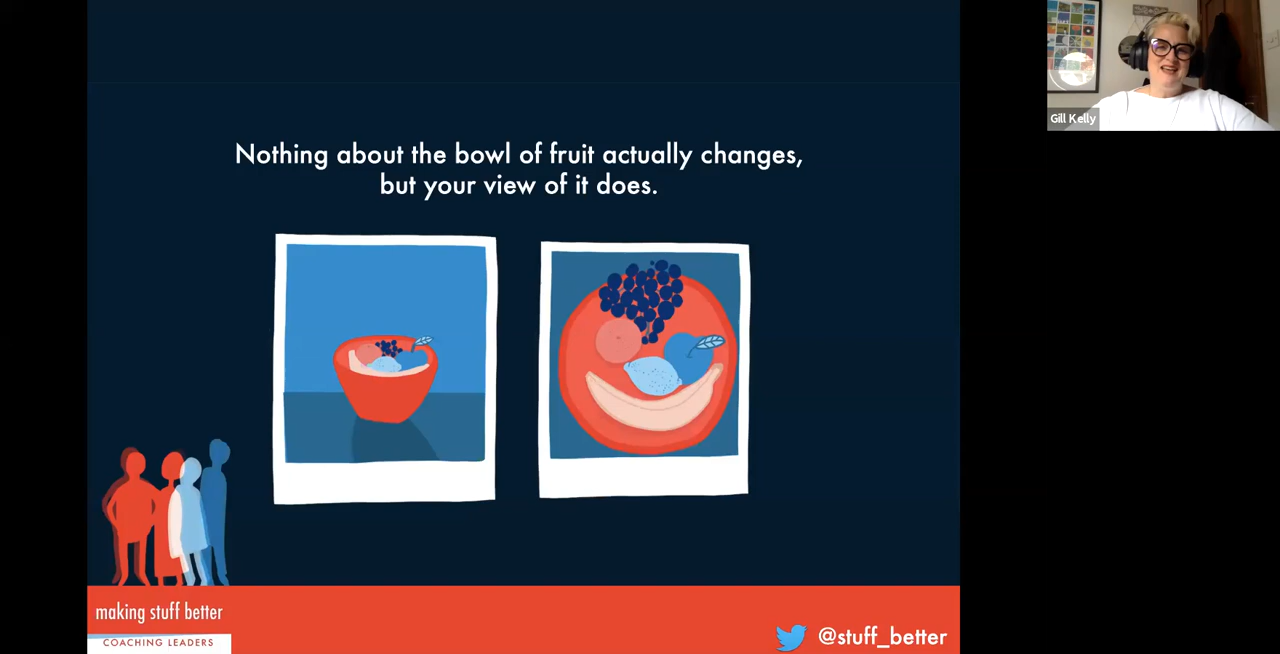 Nothing about the bowl of fruit actually changes,
but your view of it does.
Gill Kelly
making stuff better
COACHING LEADERS
@stuff_better